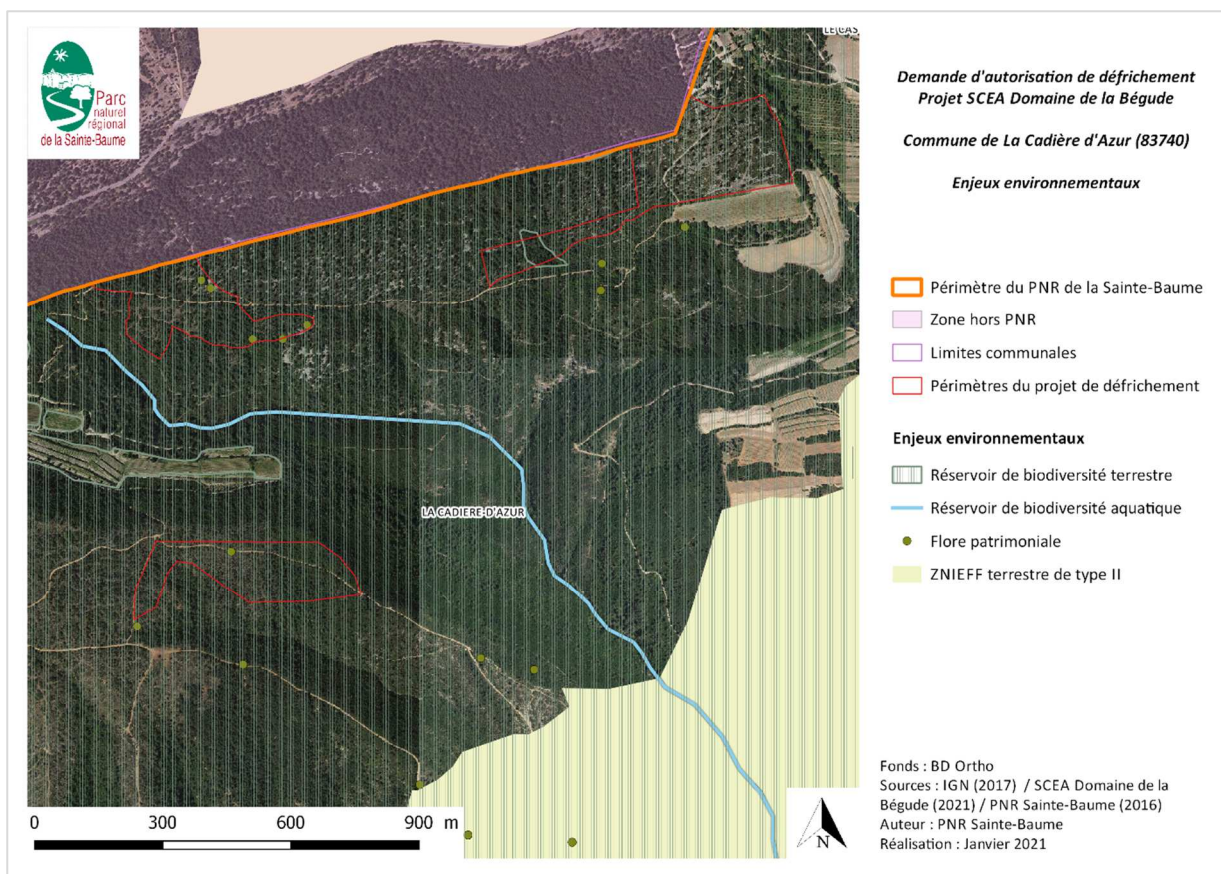 Parc
naturel
régional
de la Sainte-Baume
LE CAS
LA CADIERE-D'AZUR
0 300 600 900 m
N
Demande d'autorisation de défrichement
Projet SCEA Domaine de la Bégude
Commune de La Cadière d'Azur (83740)
Enjeux environnementaux
Périmètre du PNR de la Sainte-Baume
Zone hors PNR
Limites communales
Périmètres du projet de défrichement
Enjeux environnementaux
Réservoir de biodiversité terrestre
Réservoir de biodiversité aquatique
Flore patrimoniale
ZNIEFF terrestre de type II
Fonds : BD Ortho
Sources : IGN (2017) / SCEA Domaine de la
Bégude (2021) / PNR Sainte-Baume (2016)
Auteur : PNR Sainte-Baume
Réalisation : Janvier 2021